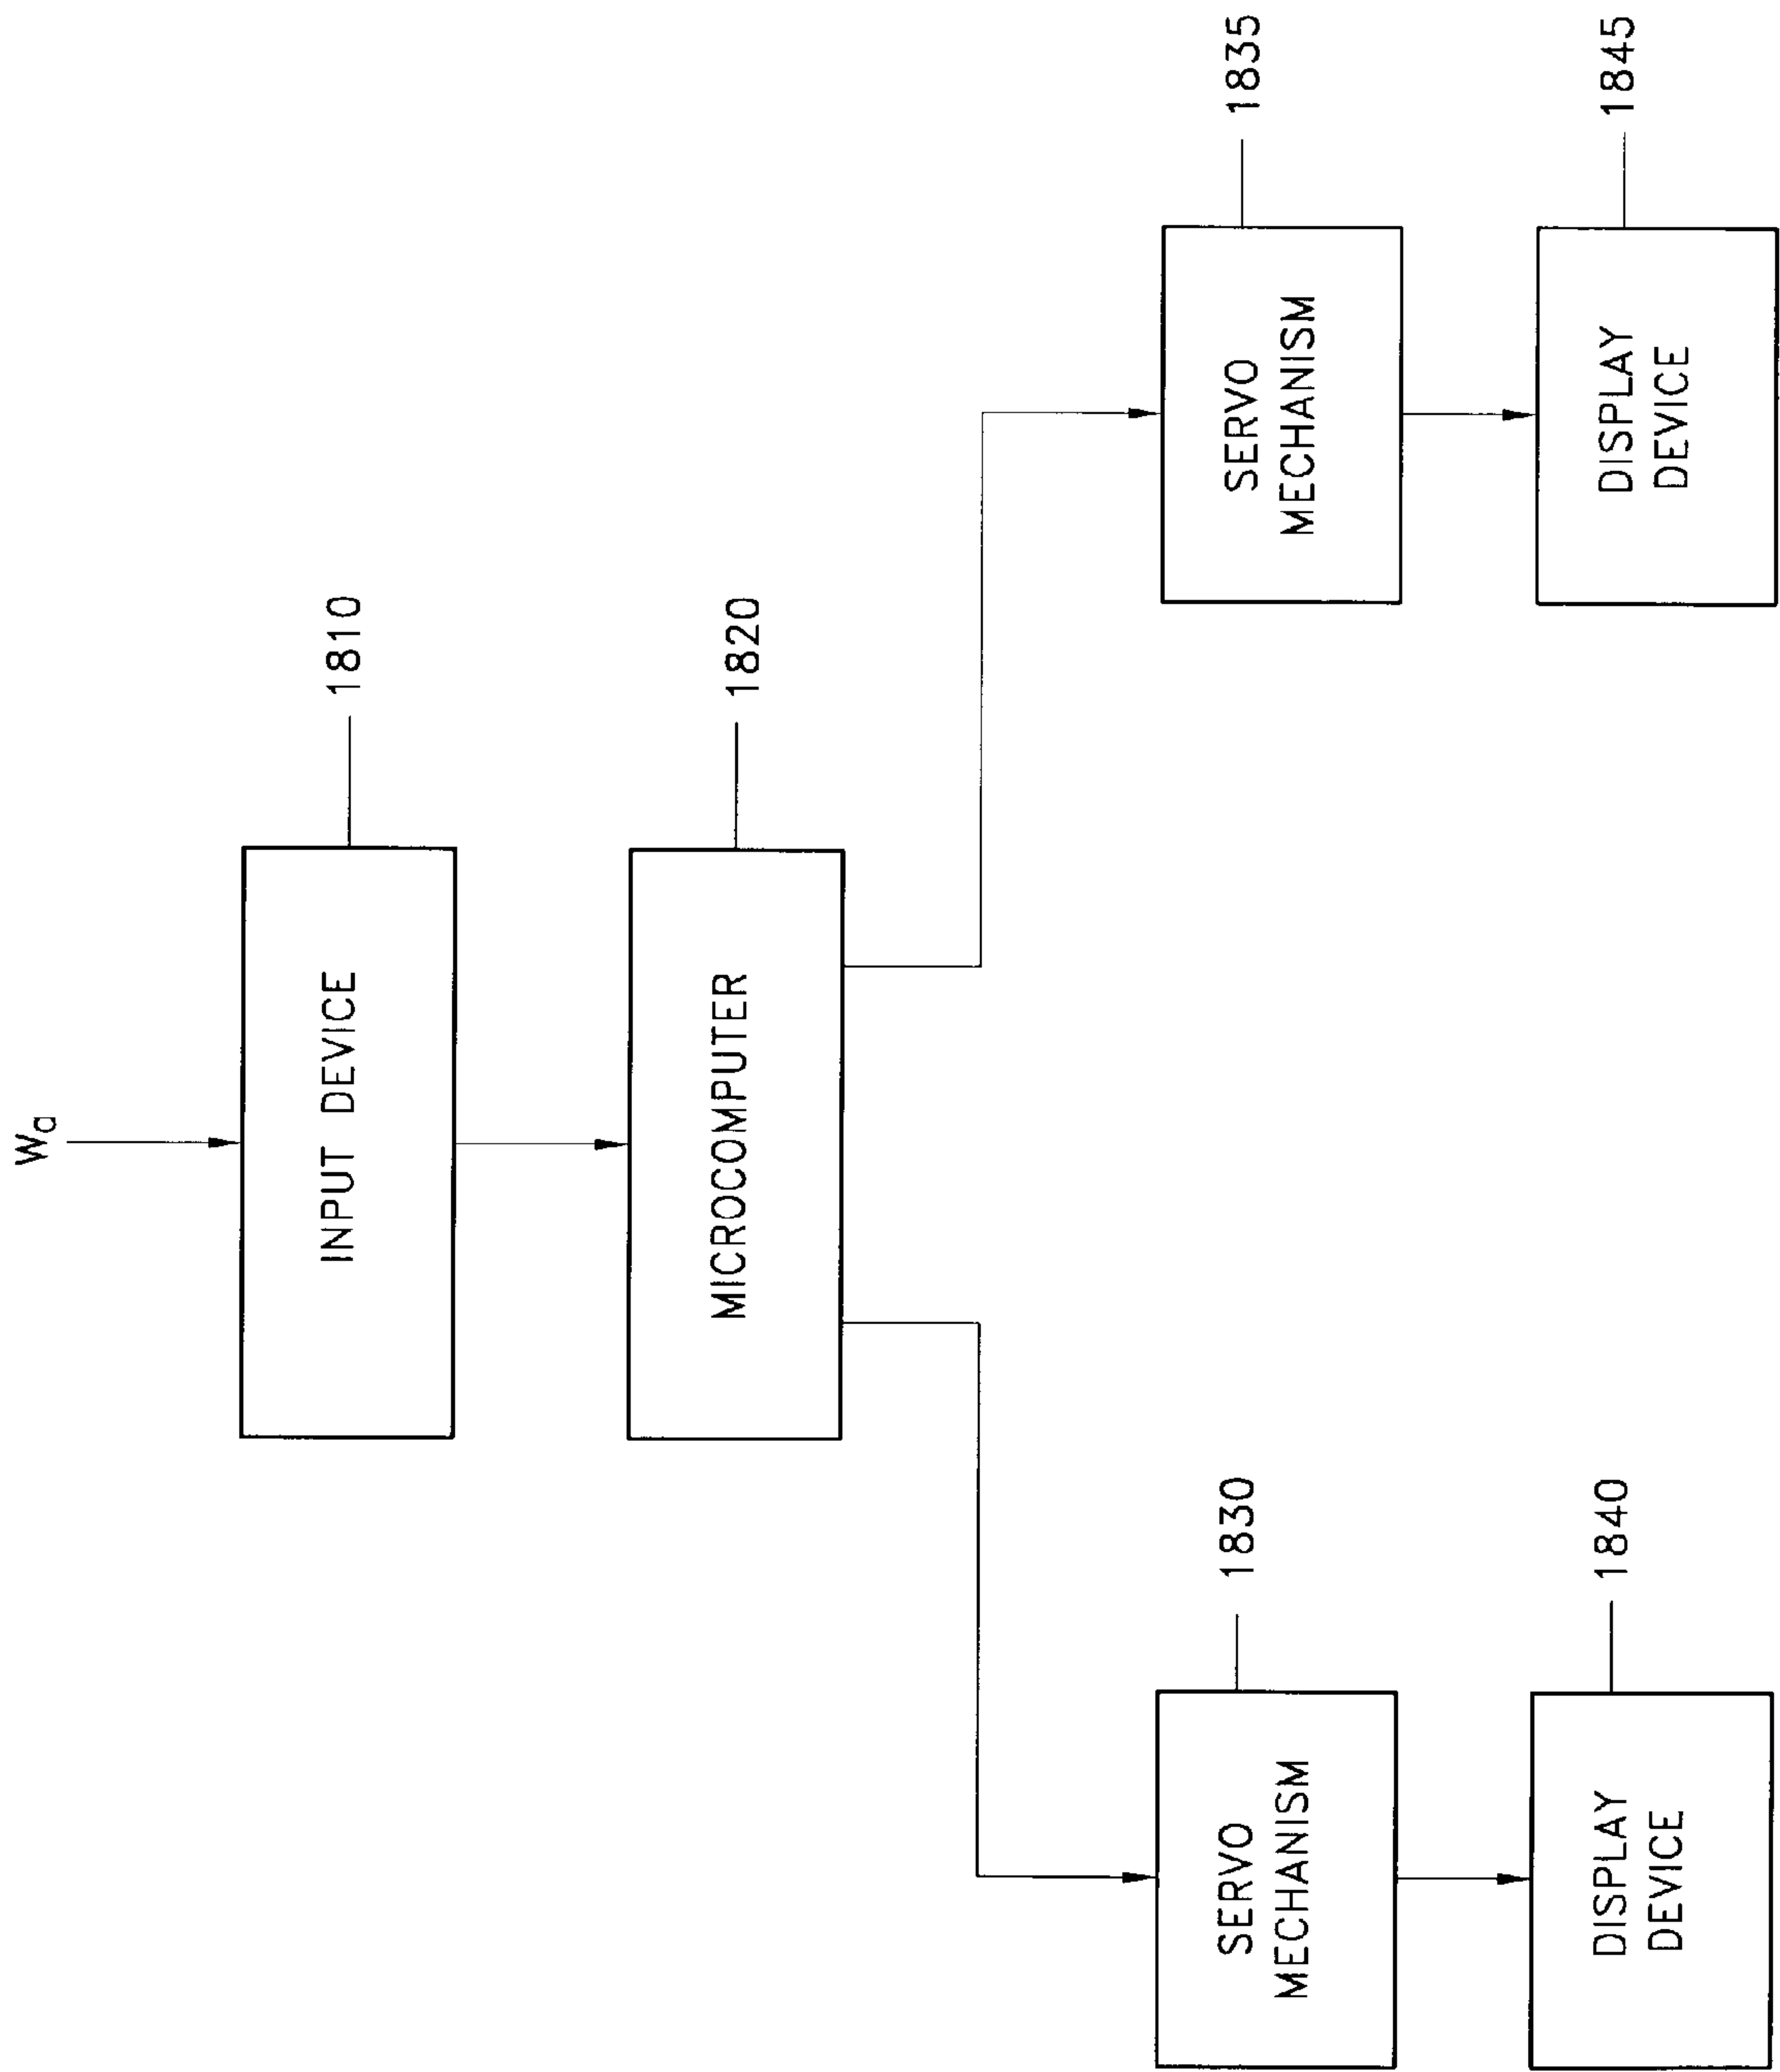 Wa
INPUT DEVICE
1810
MICROCOMPUTER
1820
SERVO
MECHANISM
1830
SERVO
MECHANISM
1835
DISPLAY
DEVICE
1840
DISPLAY
DEVICE
1845